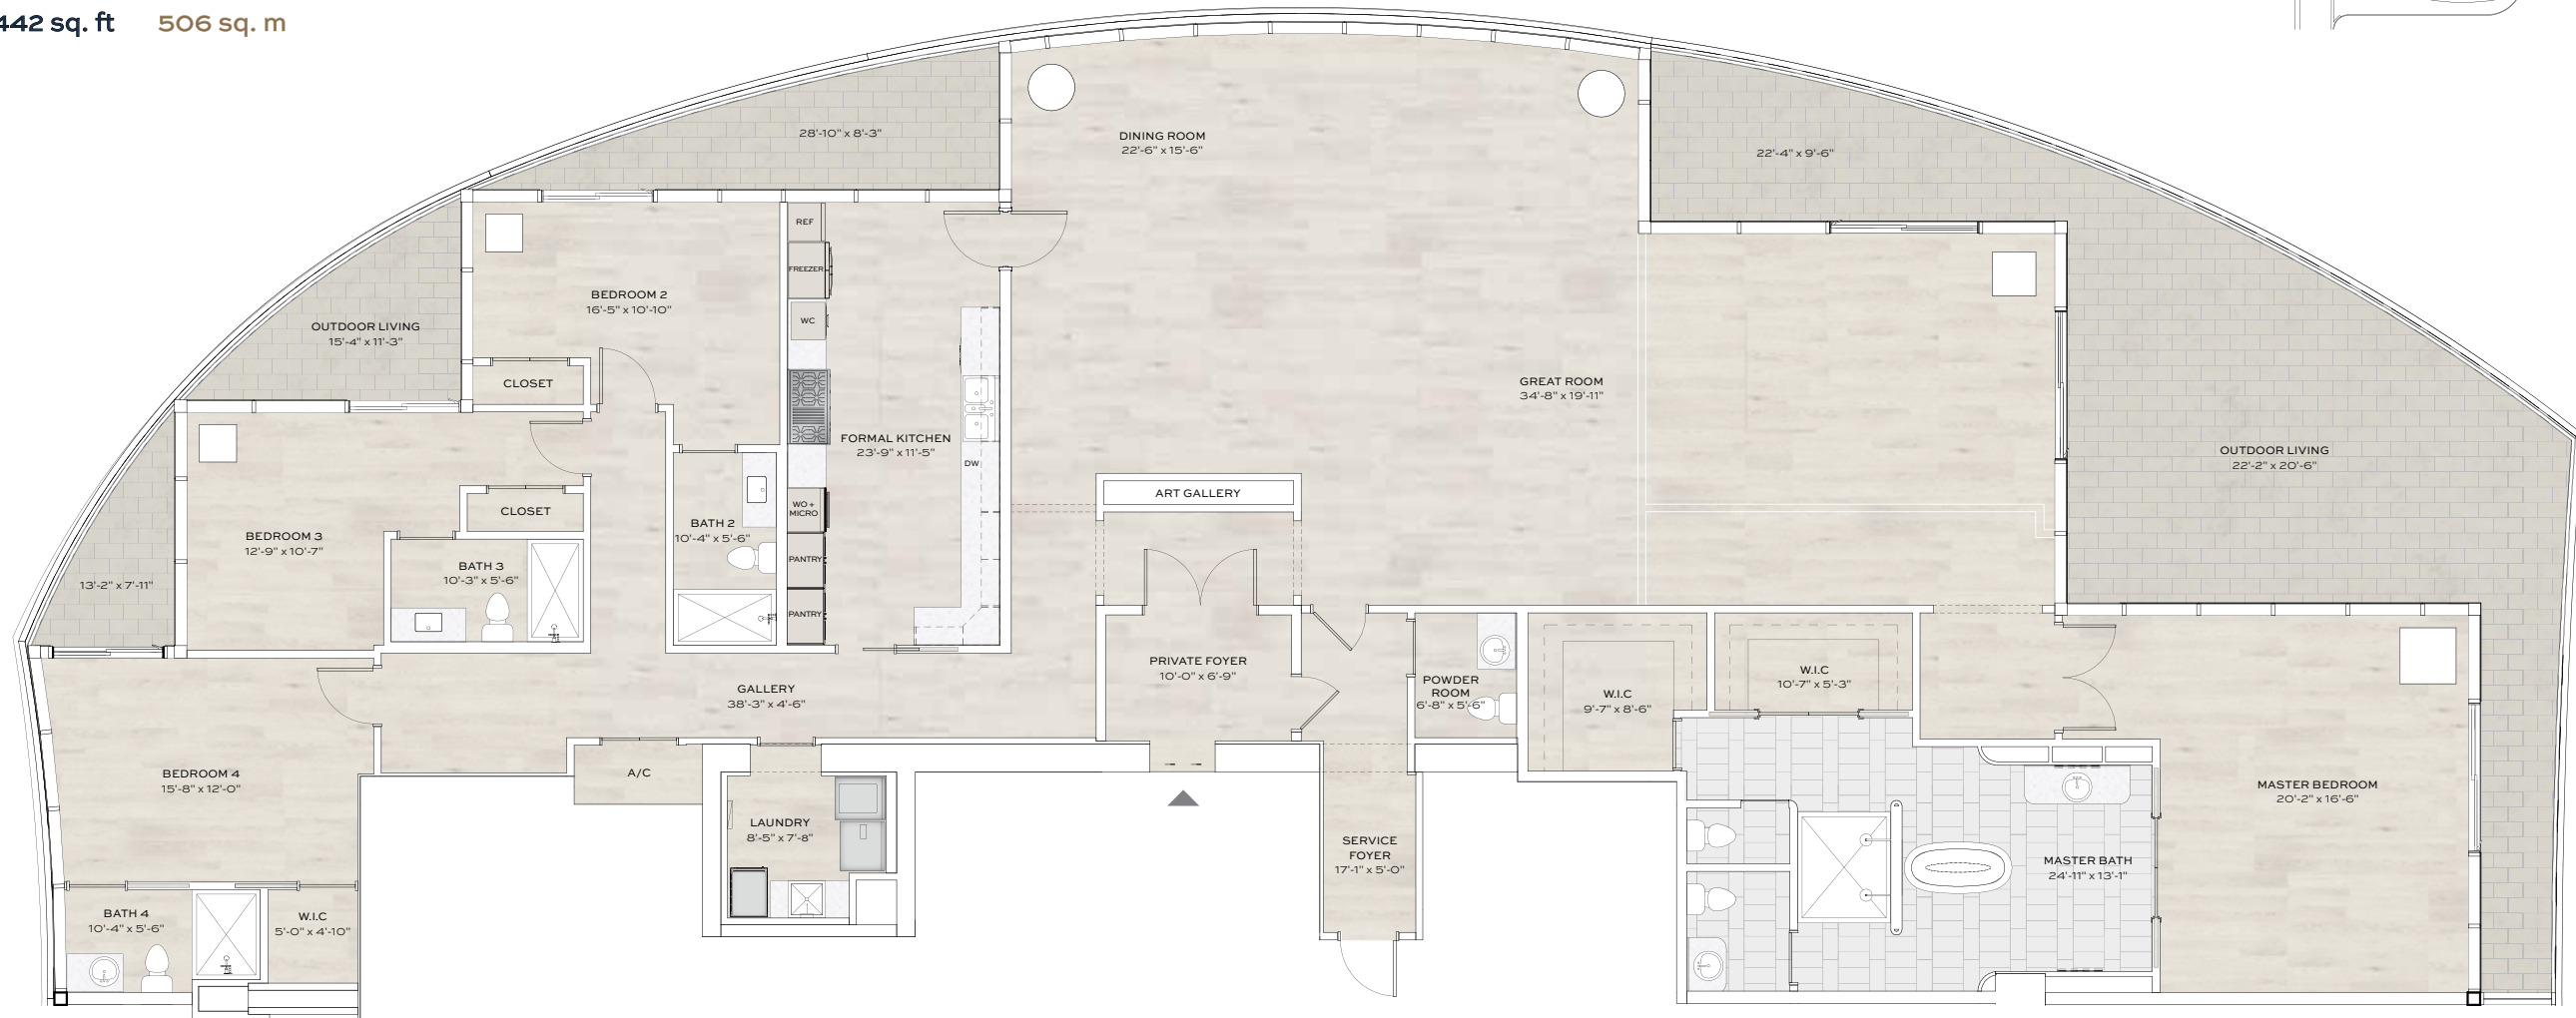 442 sq. ft 506 sq. m
28'-10" x 8'-3"
DINING ROOM
22'-6" x 15'-6"
22'-4" x 9'-6"
REF
FREEZER
WC
BEDROOM 2
16'-5" x 10'-10"
OUTDOOR LIVING
15'-4" x 11'-3"
CLOSET
GREAT ROOM
34'-8" x 19'-11"
FORMAL KITCHEN
23'-9" x 11'-5"
DW
OUTDOOR LIVING
22'-2" x 20'-6"
ART GALLERY
CLOSET
WO +
MICRO
BATH 2
10'-4" x 5'-6"
BEDROOM 3
12'-9" x 10'-7"
PANTRY
BATH 3
10'-3" x 5'-6"
13'-2" x 7'-11"
PANTRY
PRIVATE FOYER
10'-0" x 6'-9"
GALLERY
38'-3" x 4'-6"
POWDER
ROOM
6'-8" x 5'-6"
W.I.C
9'-7" x 8'-6"
W.I.C
10'-7" x 5'-3"
BEDROOM 4
15'-8" x 12'-0"
A/C
LAUNDRY
8'-5" x 7'-8"
SERVICE
FOYER
17'-1" x 5'-0"
MASTER BATH
24'-11" x 13'-1"
MASTER BEDROOM
20'-2" x 16'-6"
BATH 4
10'-4" x 5'-6"
W.I.C
5'-0" x 4'-10"